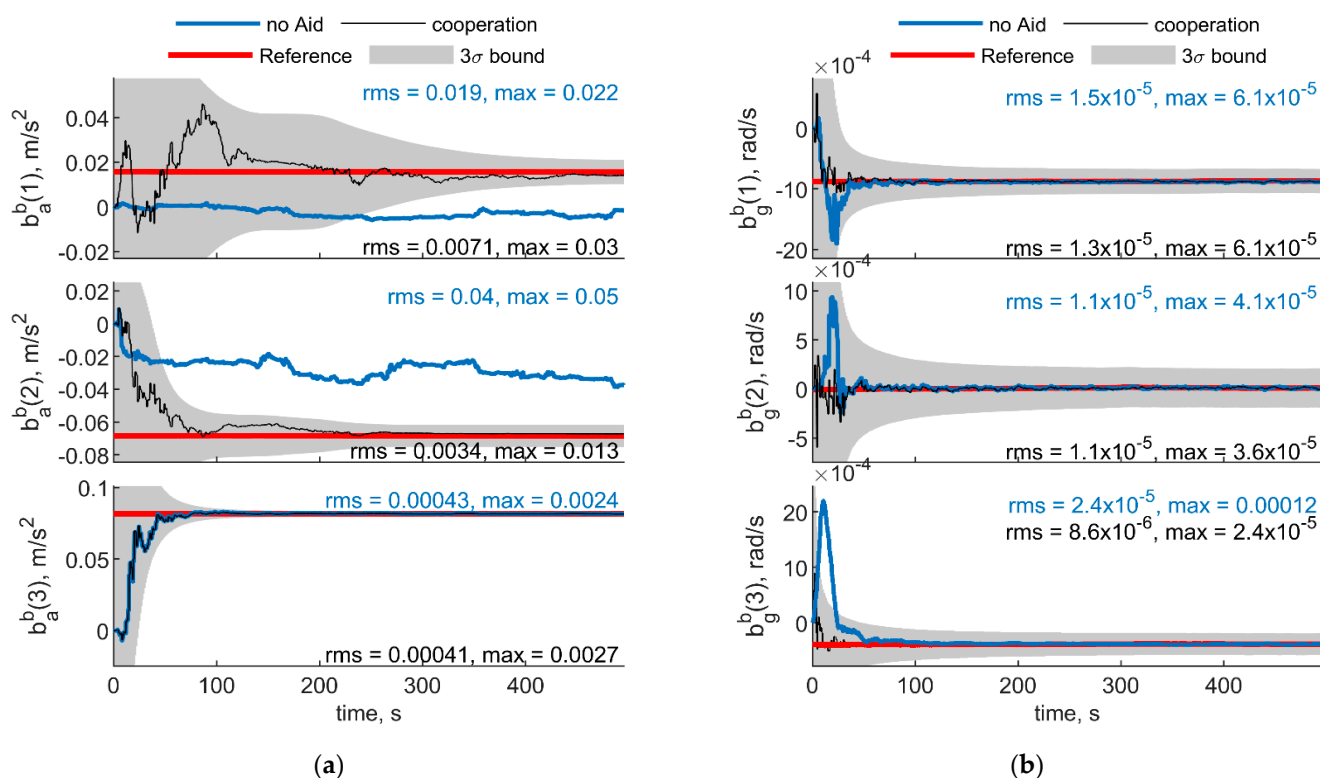 no Aid
cooperation
Reference
3σ bound
b_a^b(1), m/s^2
0.04
0.02
0
-0.02
rms = 0.019, max = 0.022
rms = 0.0071, max = 0.03
b_a^b(2), m/s^2
0.02
0
-0.02
-0.04
-0.06
-0.08
rms = 0.04, max = 0.05
rms = 0.0034, max = 0.013
b_a^b(3), m/s^2
0.1
0.05
0
rms = 0.00043, max = 0.0024
rms = 0.00041, max = 0.0027
0 100 200 300 400
time, s
(a)
no Aid
cooperation
Reference
3σ bound
×10^-4
b_g^b(1), rad/s
0
-10
-20
rms = 1.5x10^-5, max = 6.1x10^-5
rms = 1.3x10^-5, max = 6.1x10^-5
×10^-4
b_g^b(2), rad/s
10
5
0
-5
rms = 1.1x10^-5, max = 4.1x10^-5
rms = 1.1x10^-5, max = 3.6x10^-5
×10^-4
b_g^b(3), rad/s
20
10
0
rms = 2.4x10^-5, max = 0.00012
rms = 8.6x10^-6, max = 2.4x10^-5
0 100 200 300 400
time, s
(b)